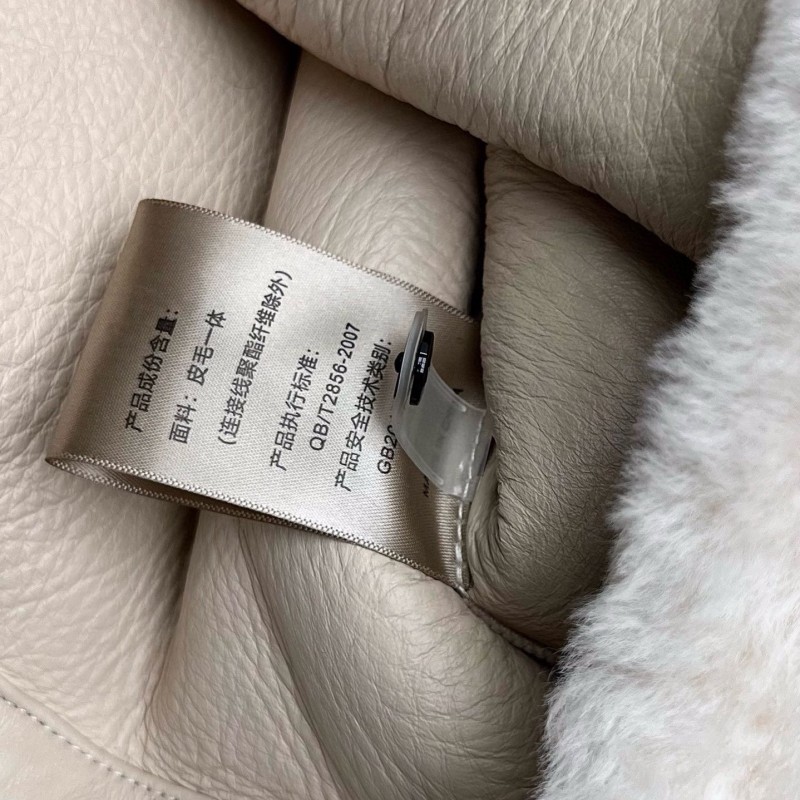 产品成份含量：
面料：皮毛一体
（连接线聚酯纤维除外）
产品执行标准：
QB/T2856-2007
产品安全技术类别：